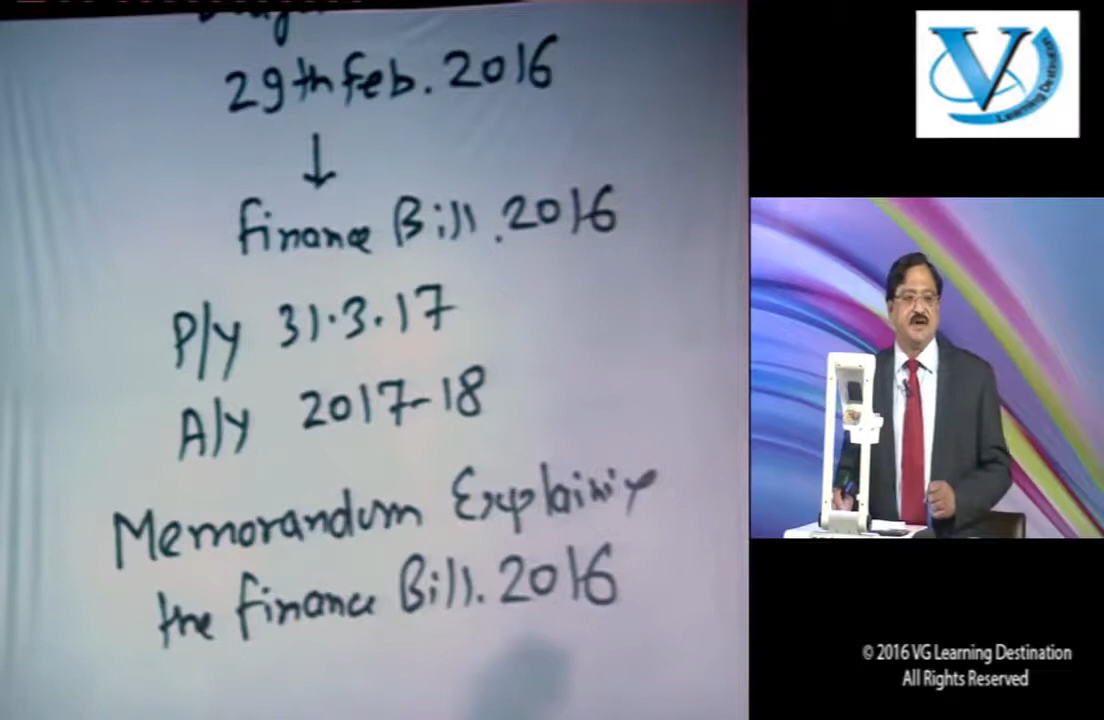 29th Feb. 2016
↓
Finance Bill. 2016
P/y 31.3.17
A/y 2017-18
Memorandum Explaining
the Finance Bill. 2016
V
Learning Destination
© 2016 VG Learning Destination
All Rights Reserved